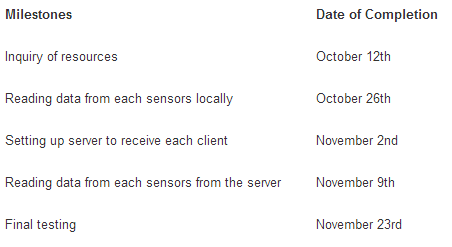 Milestones Date of Completion
Inquiry of resources October 12th
Reading data from each sensors locally October 26th
Setting up server to receive each client November 2nd
Reading data from each sensors from the server November 9th
Final testing November 23rd